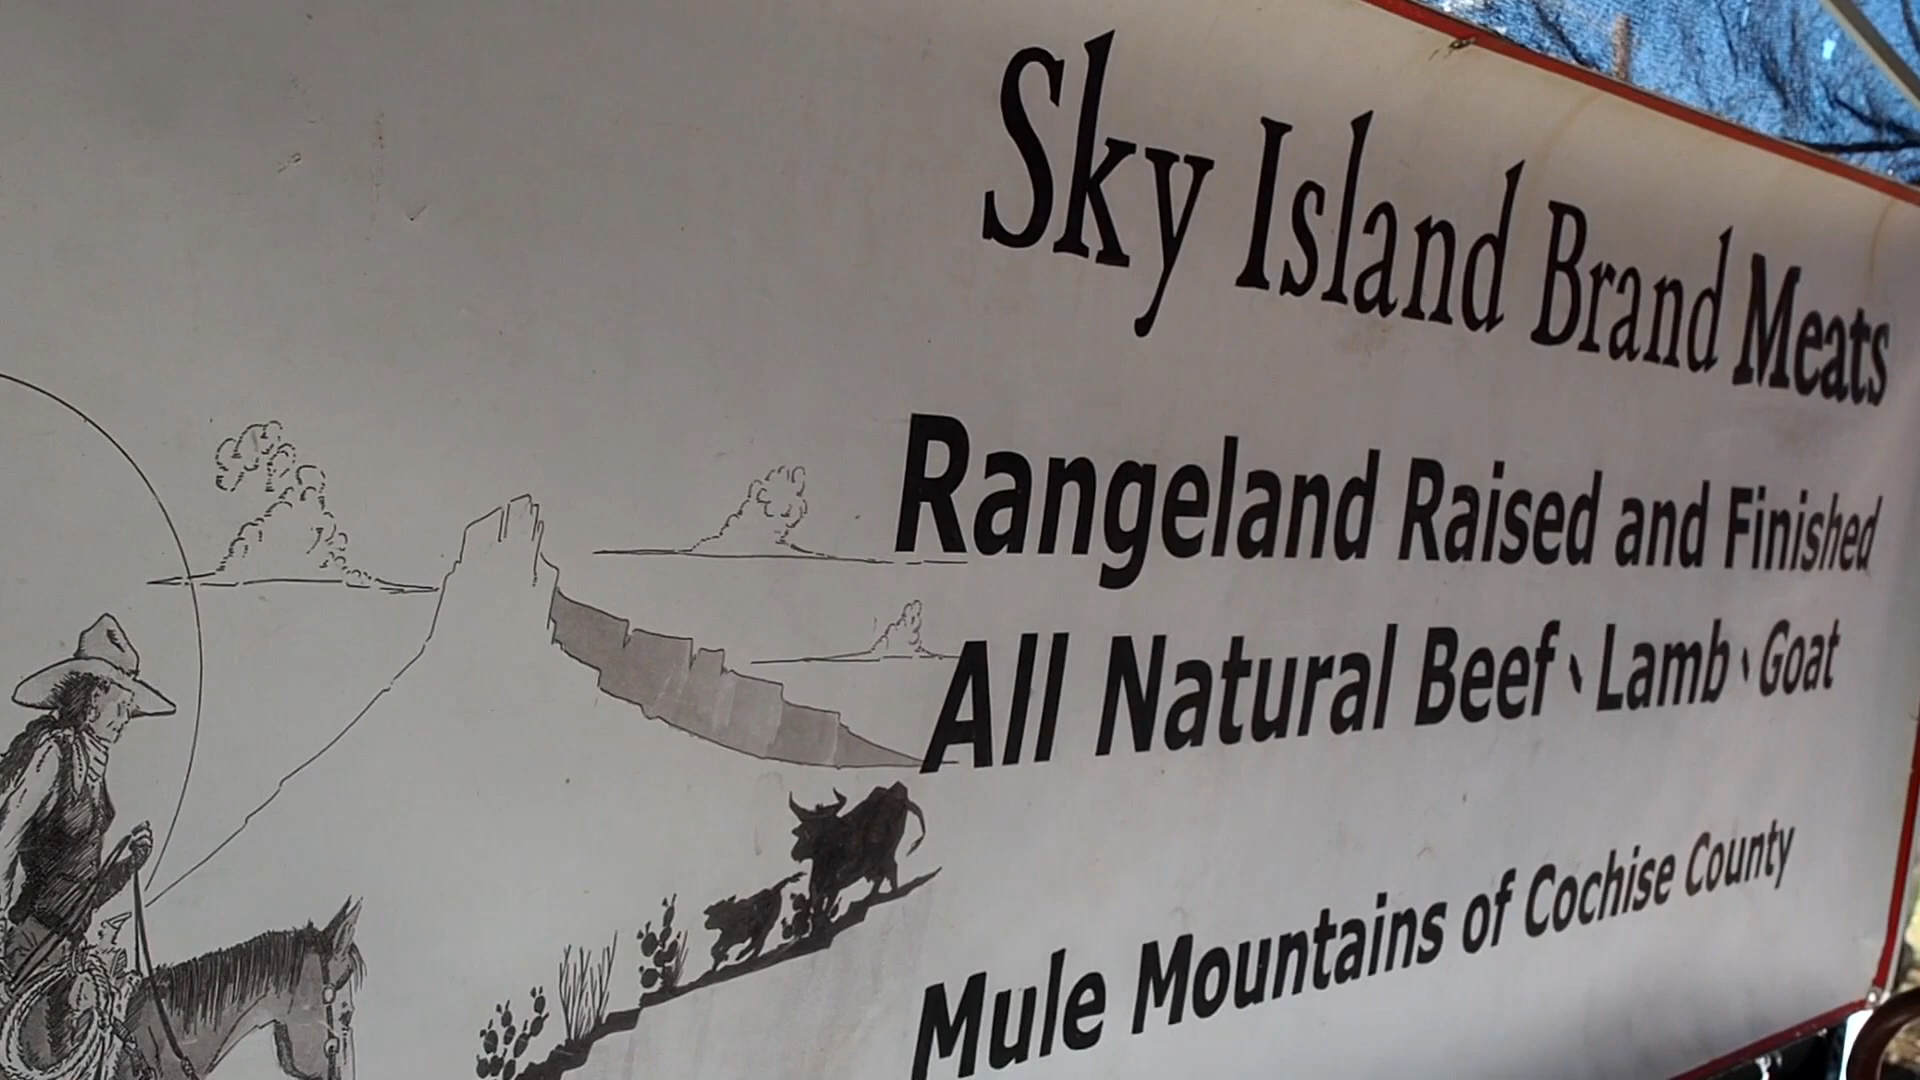 Sky Island Brand Meats
Rangeland Raised and Finished
All Natural Beef, Lamb, Goat
Mule Mountains of Cochise County